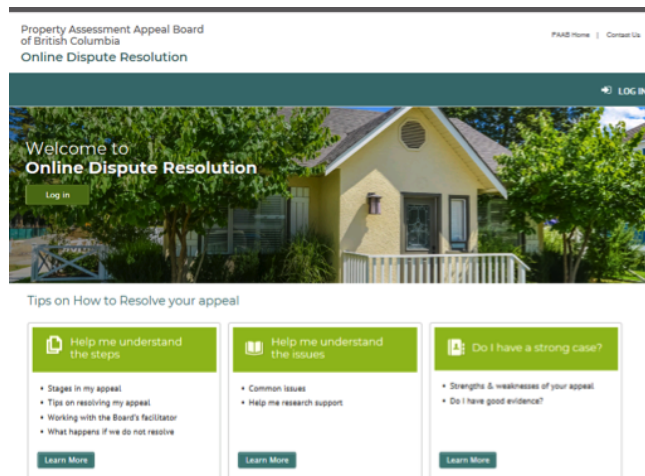 Property Assessment Appeal Board
of British Columbia
Online Dispute Resolution
PAAB Home | Contact Us
LOG IN
Welcome to
Online Dispute Resolution
Log in
Tips on How to Resolve your appeal
Help me understand
the steps
• Stages in my appeal
• Tips on resolving my appeal
• Working with the Board's facilitator
• What happens if we do not resolve
Learn More
Help me understand
the issues
• Common issues
• Help me research support
Learn More
Do I have a strong case?
• Strengths & weaknesses of your appeal
• Do I have good evidence?
Learn More